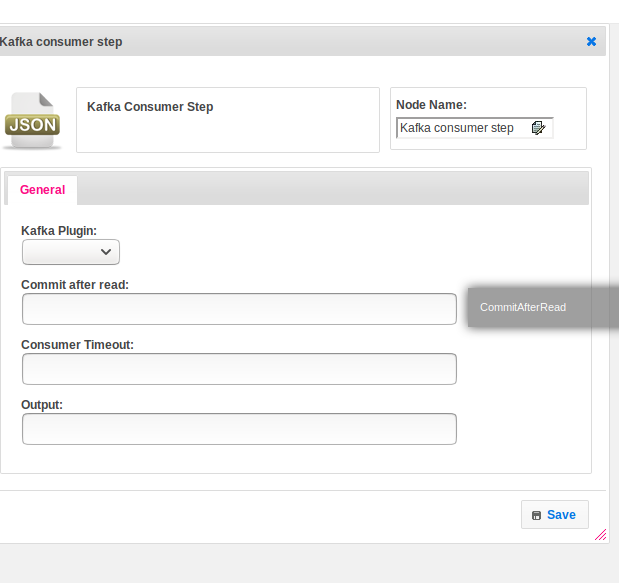 Kafka consumer step
JSON
Kafka Consumer Step
Node Name:
Kafka consumer step
General
Kafka Plugin:
Commit after read:
CommitAfterRead
Consumer Timeout:
Output:
Save